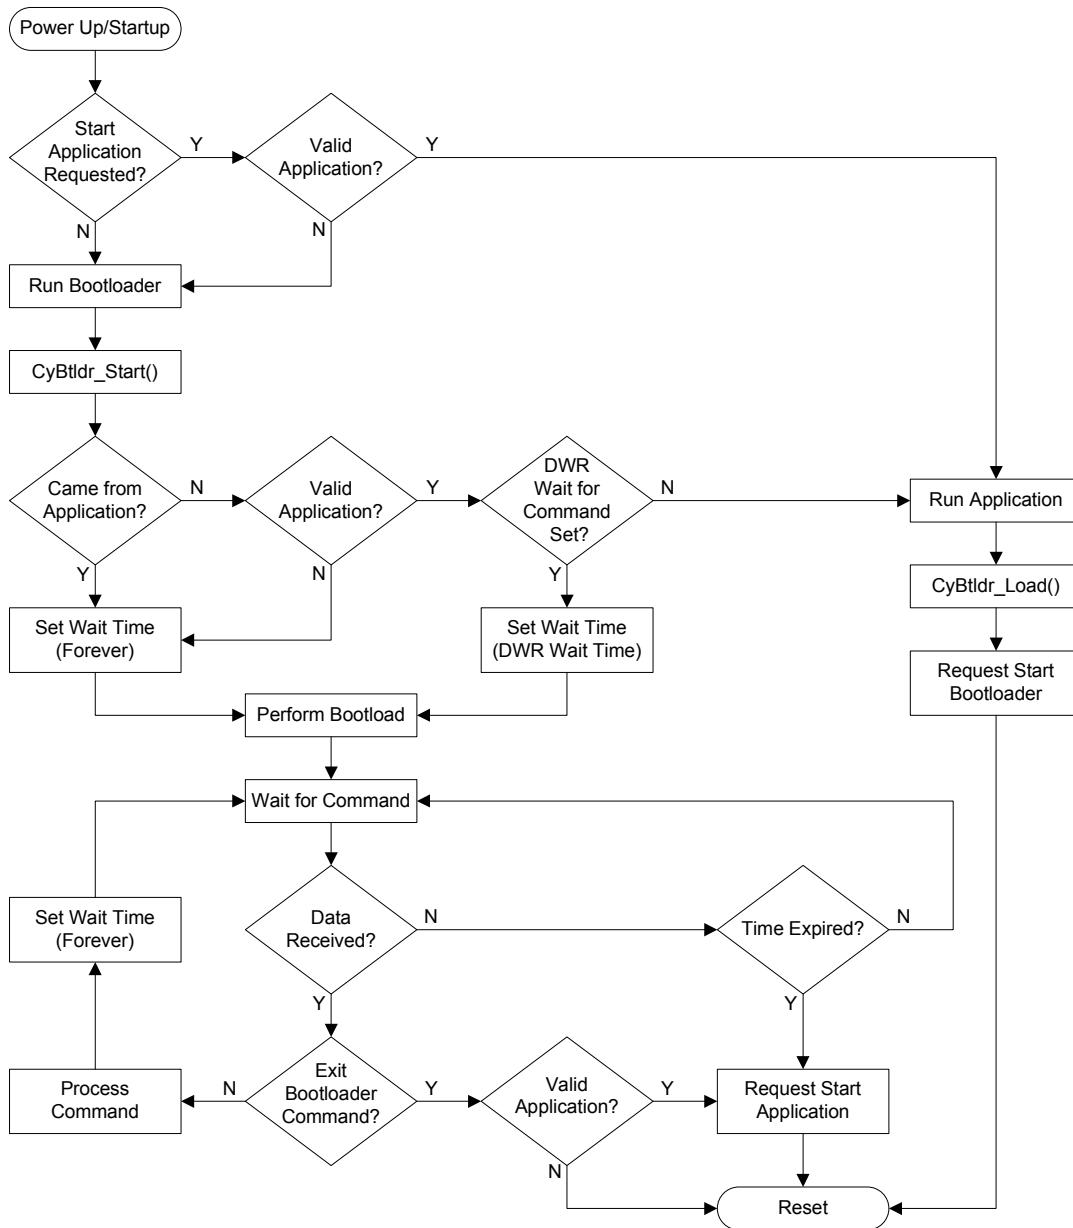 Power Up/Startup
Start
Application
Requested?
Y
Valid
Application?
Y
N
N
Run Bootloader
CyBtldr_Start()
Came from
Application?
N
Valid
Application?
Y
DWR
Wait for
Command
Set?
N
Run Application
Y
N
Y
CyBtldr_Load()
Set Wait Time
(Forever)
Set Wait Time
(DWR Wait Time)
Request Start
Bootloader
Perform Bootload
Wait for Command
Set Wait Time
(Forever)
Data
Received?
N
Time Expired?
N
Y
Y
Process
Command
N
Exit
Bootloader
Command?
Y
Valid
Application?
Y
Request Start
Application
N
Reset